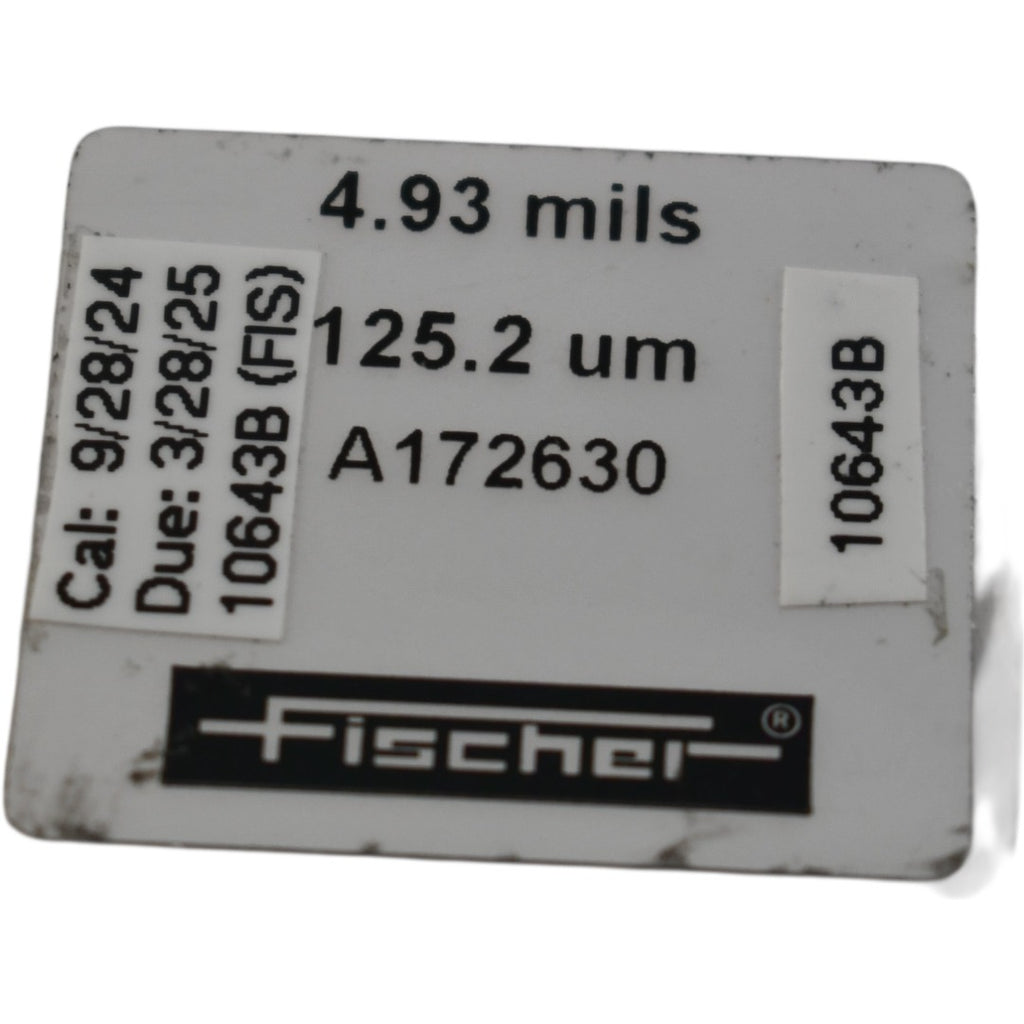 4.93 mils
125.2 um
A172630
Cal: 9/28/24
Due: 3/28/25
10643B (FIS)
10643B
Fischer®